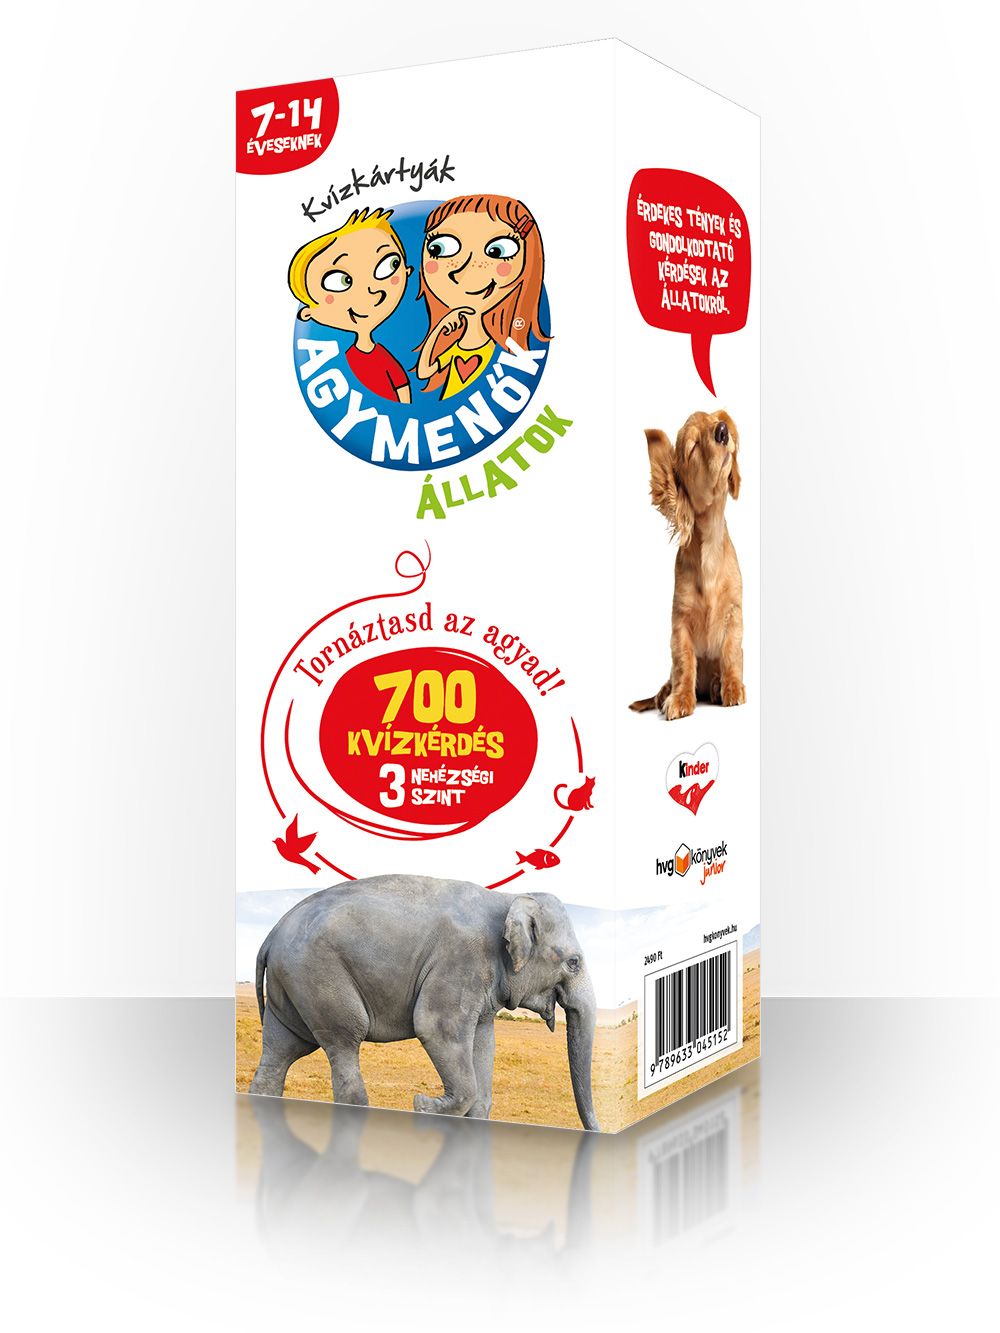 7-14
ÉVESEKNEK
Kvízkártyák
AGYMENŐK®
ÁLLATOK
Tornáztasd az agyad!
700
KVÍZKÉRDÉS
3 NEHÉZSÉGI
SZINT
ÉRDEKES TÉNYEK ÉS
GONDOLKODTATÓ
KÉRDÉSEK AZ
ÁLLATOKRÓL.
Kinder
hvg könyvek
junior
hvgkonyvek.hu
2490 Ft
9 789633 045152